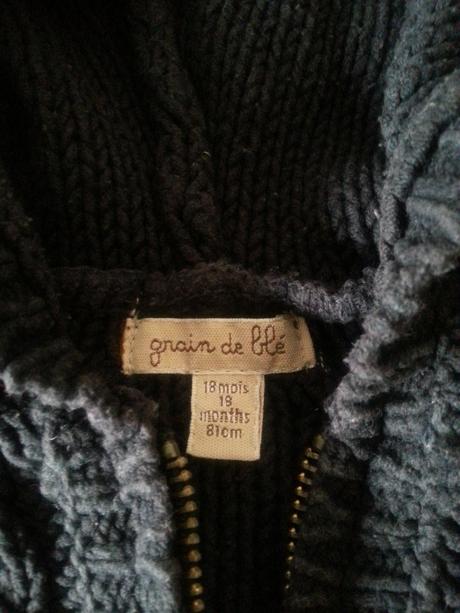 grain de blé
18 mois
18
months
81cm